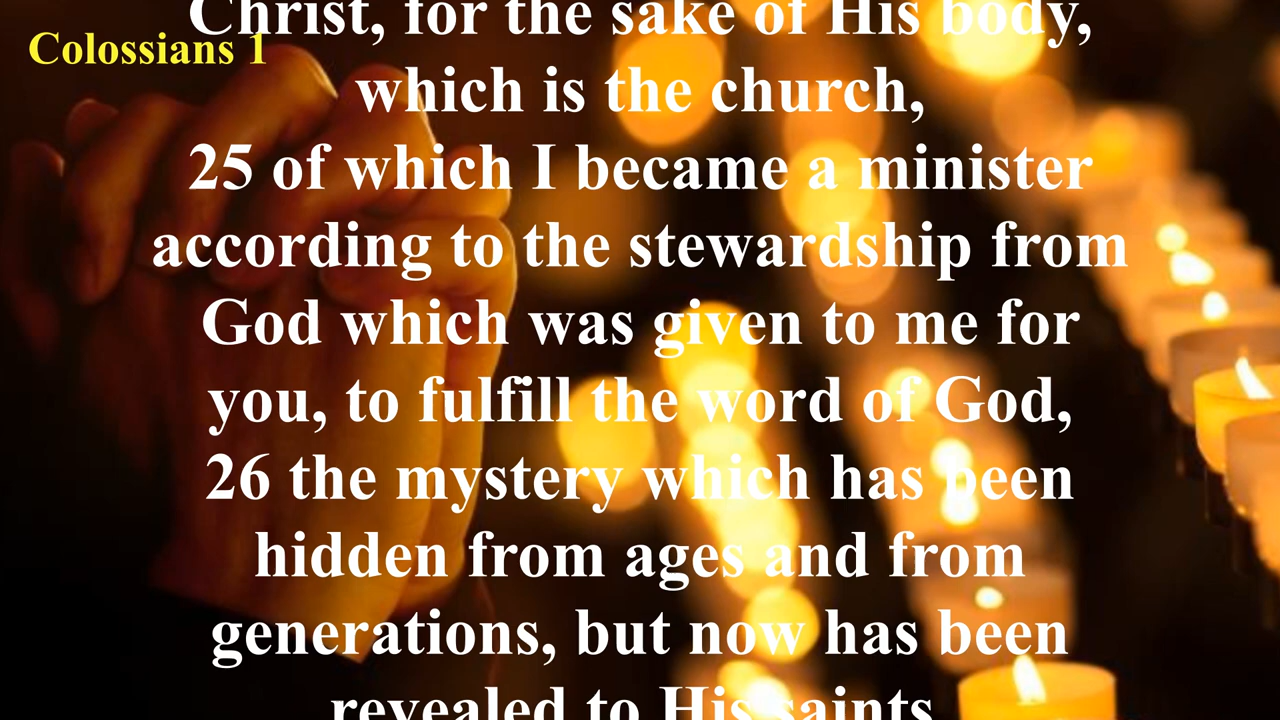 Christ, for the sake of His body,
Colossians 1
which is the church,
25 of which I became a minister
according to the stewardship from
God which was given to me for
you, to fulfill the word of God,
26 the mystery which has been
hidden from ages and from
generations, but now has been
revealed to His saints